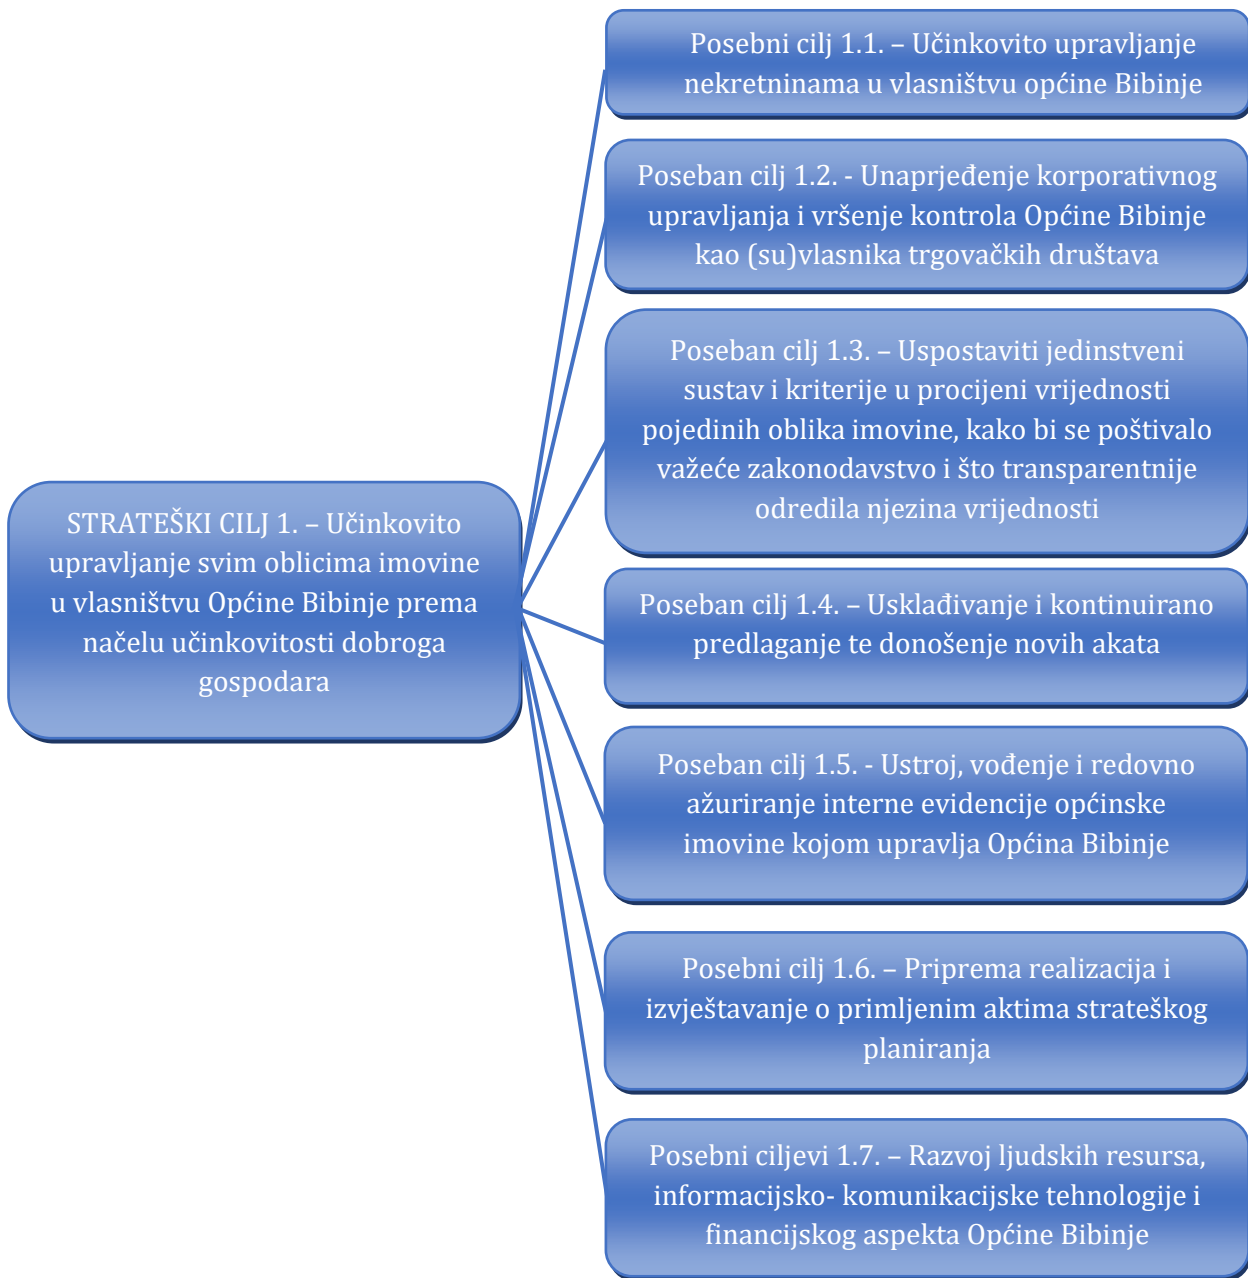 STRATEŠKI CILJ 1. – Učinkovito
upravljanje svim oblicima imovine
u vlasništvu Općine Bibinje prema
načelu učinkovitosti dobroga
gospodara
Posebni cilj 1.1. – Učinkovito upravljanje
nekretninama u vlasništvu općine Bibinje
Poseban cilj 1.2. - Unaprjeđenje korporativnog
upravljanja i vršenje kontrola Općine Bibinje
kao (su)vlasnika trgovačkih društava
Poseban cilj 1.3. – Uspostaviti jedinstveni
sustav i kriterije u procijeni vrijednosti
pojedinih oblika imovine, kako bi se poštivalo
važeće zakonodavstvo i što transparentnije
odredila njezina vrijednosti
Poseban cilj 1.4. – Usklađivanje i kontinuirano
predlaganje te donošenje novih akata
Poseban cilj 1.5. - Ustroj, vođenje i redovno
ažuriranje interne evidencije općinske
imovine kojom upravlja Općina Bibinje
Posebni cilj 1.6. – Priprema realizacija i
izvještavanje o primljenim aktima strateškog
planiranja
Posebni ciljevi 1.7. – Razvoj ljudskih resursa,
informacijsko- komunikacijske tehnologije i
financijskog aspekta Općine Bibinje